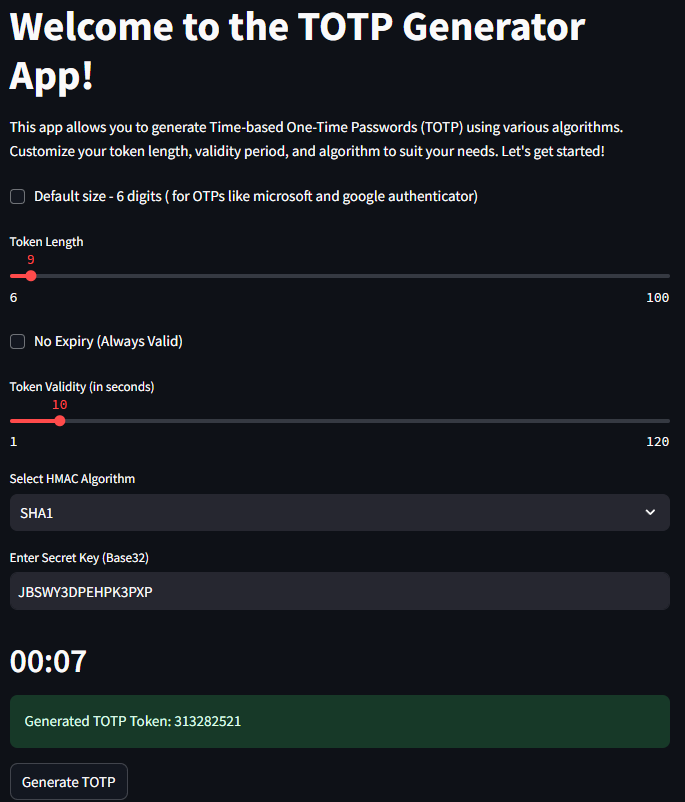 Welcome to the TOTP Generator
App!
This app allows you to generate Time-based One-Time Passwords (TOTP) using various algorithms.
Customize your token length, validity period, and algorithm to suit your needs. Let's get started!
Default size - 6 digits ( for OTPs like microsoft and google authenticator)
Token Length
9
6 100
No Expiry (Always Valid)
Token Validity (in seconds)
10
1 120
Select HMAC Algorithm
SHA1
Enter Secret Key (Base32)
JBSWY3DPEHPK3PXP
00:07
Generated TOTP Token: 313282521
Generate TOTP